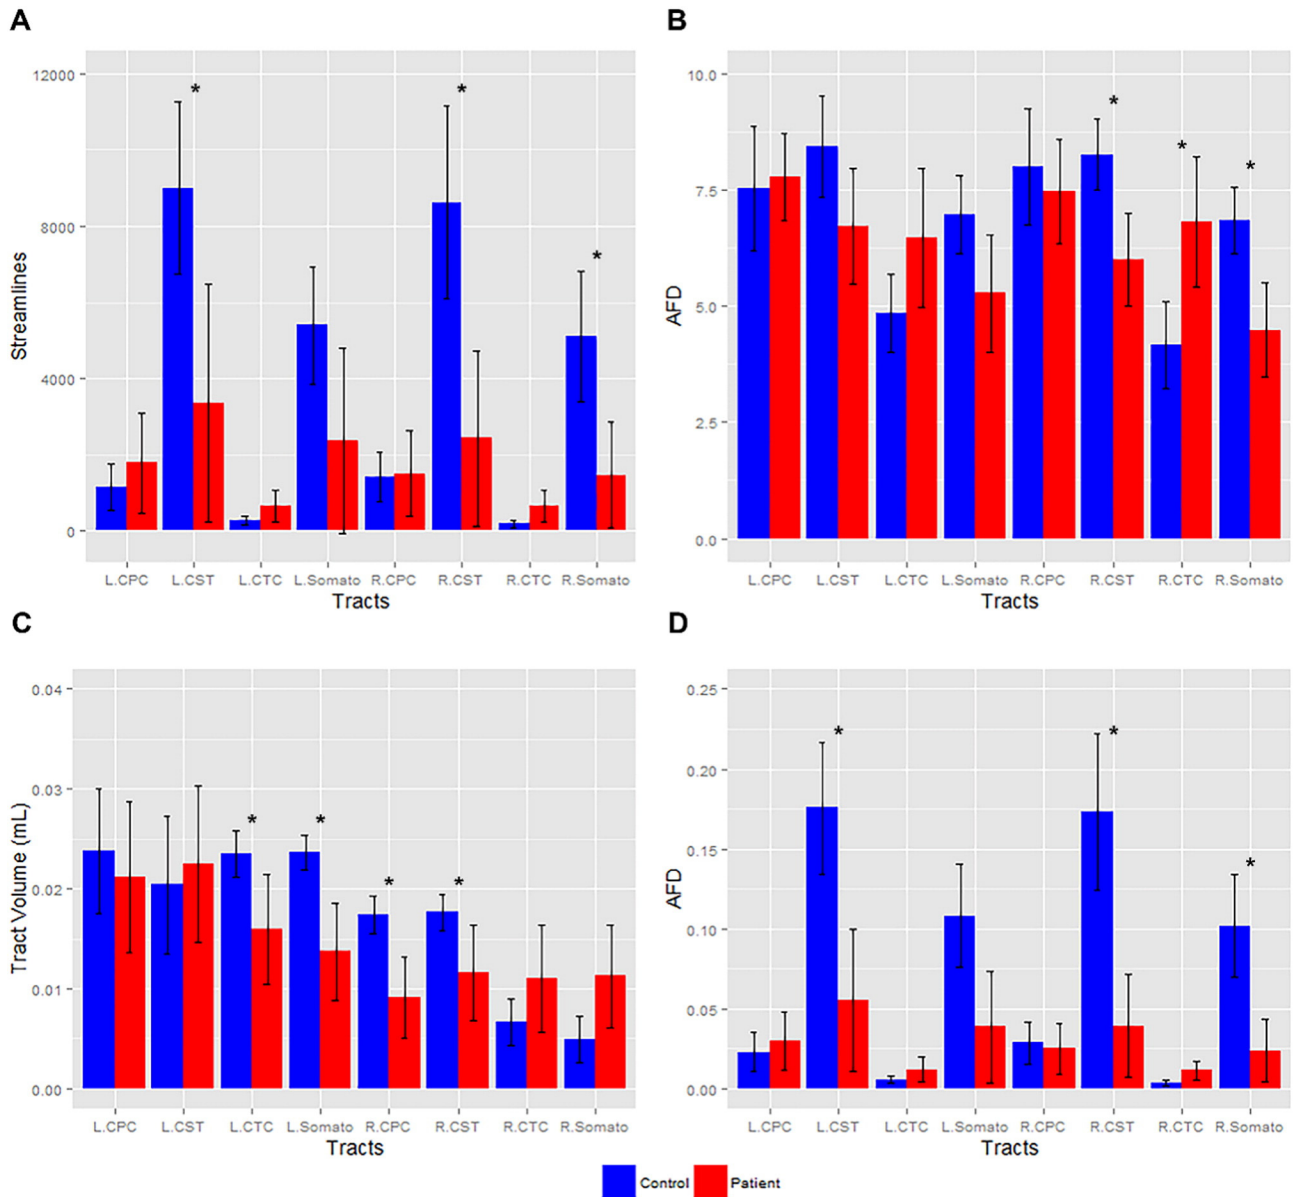 A
Streamlines
12000
8000
4000
0
*
*
*
L.CPC L.CST L.CTC L.Somato R.CPC R.CST R.CTC R.Somato
Tracts
B
AFD
10.0
7.5
5.0
2.5
0.0
*
*
*
L.CPC L.CST L.CTC L.Somato R.CPC R.CST R.CTC R.Somato
Tracts
C
Tract Volume (mL)
0.04
0.03
0.02
0.01
0.00
*
*
*
*
L.CPC L.CST L.CTC L.Somato R.CPC R.CST R.CTC R.Somato
Tracts
D
AFD
0.25
0.20
0.15
0.10
0.05
0.00
*
*
*
L.CPC L.CST L.CTC L.Somato R.CPC R.CST R.CTC R.Somato
Tracts
Control Patient